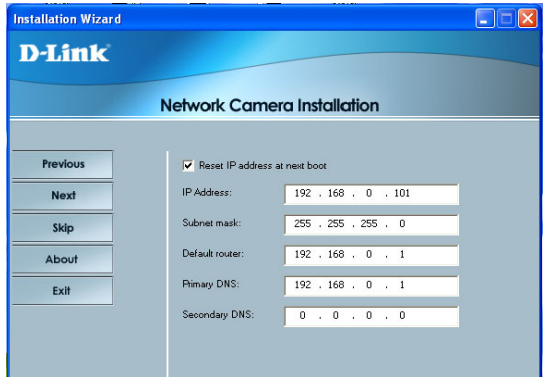 Installation Wizard
D-Link
Network Camera Installation
Previous
Next
Skip
About
Exit
Reset IP address at next boot
IP Address: 192 . 168 . 0 . 101
Subnet mask: 255 . 255 . 255 . 0
Default router: 192 . 168 . 0 . 1
Primary DNS: 192 . 168 . 0 . 1
Secondary DNS: 0 . 0 . 0 . 0